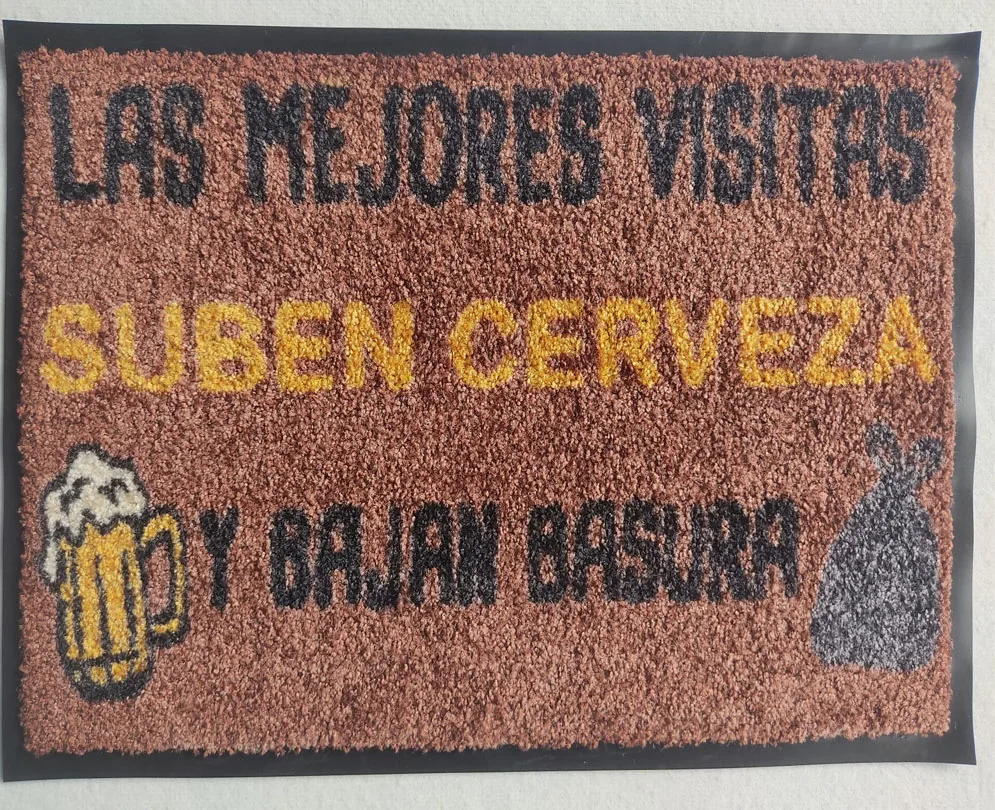 LAS MEJORES VISITAS
SUBEN CERVEZA
Y BAJAN BASURA